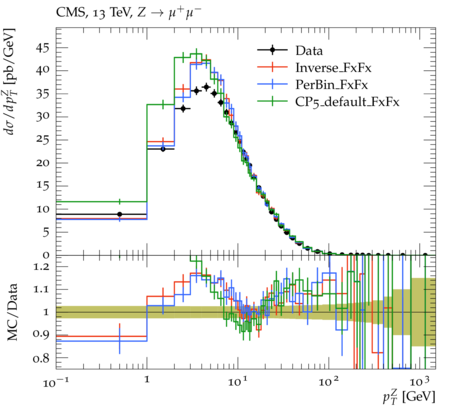 CMS, 13 TeV, Z → μ⁺μ⁻
dσ/dp_T^Z [pb/GeV]
45
40
35
30
25
20
15
10
5
0
Data
Inverse_FxFx
PerBin_FxFx
CP5_default_FxFx
MC/Data
1.2
1.1
1
0.9
0.8
10⁻¹ 1 10¹ 10² 10³
p_T^Z [GeV]